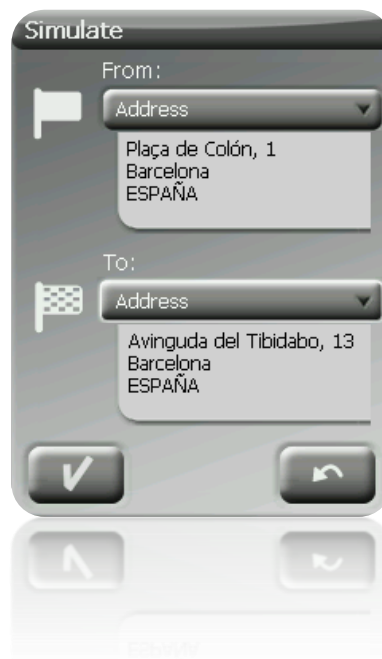 Simulate
From:
Address
Plaça de Colón, 1
Barcelona
ESPAÑA
To:
Address
Avinguda del Tibidabo, 13
Barcelona
ESPAÑA